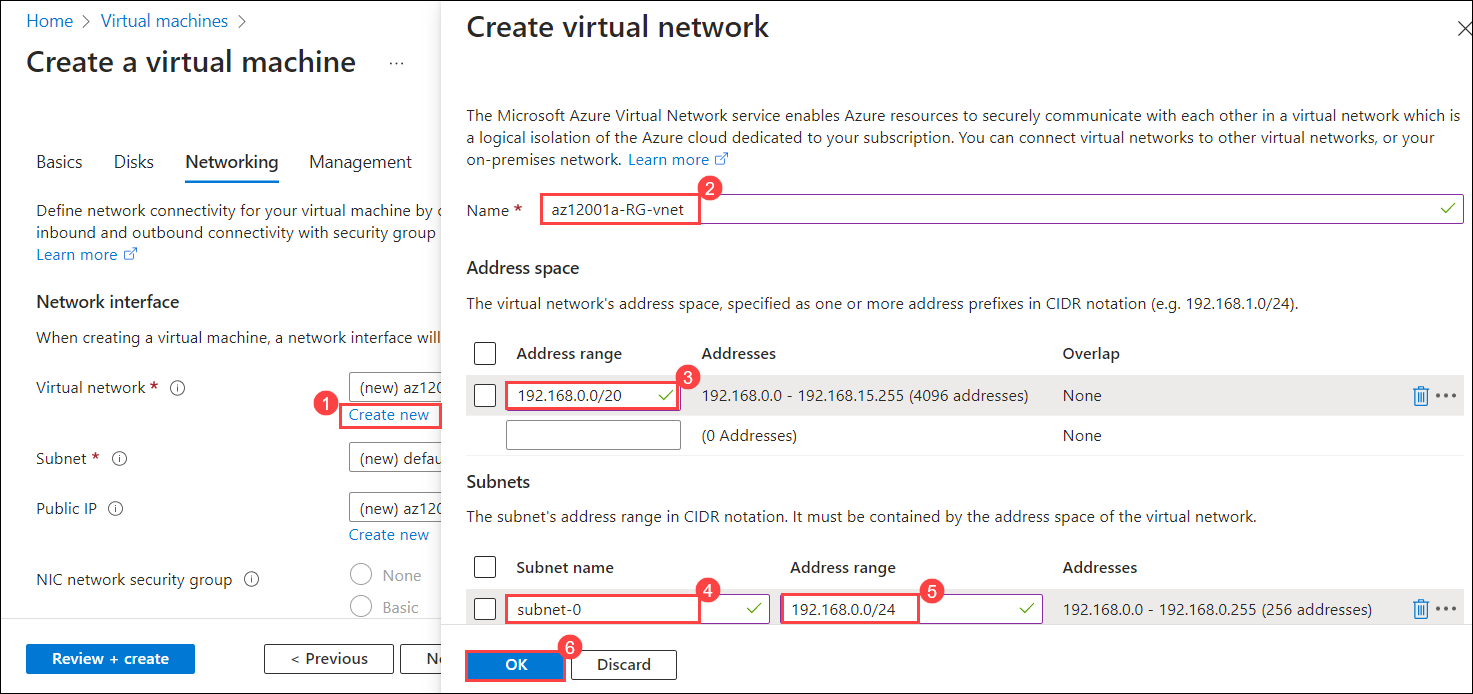 Home > Virtual machines >
Create a virtual machine ...
Basics Disks Networking Management
Define network connectivity for your virtual machine by
inbound and outbound connectivity with security group
Learn more
Network interface
When creating a virtual machine, a network interface will
Virtual network *
(new) az120
1
Create new
Subnet *
(new) defau
Public IP
(new) az120
Create new
NIC network security group
None
Basic
Review + create
< Previous
Create virtual network
The Microsoft Azure Virtual Network service enables Azure resources to securely communicate with each other in a virtual network which is
a logical isolation of the Azure cloud dedicated to your subscription. You can connect virtual networks to other virtual networks, or your
on-premises network. Learn more
2
Name * az12001a-RG-vnet
Address space
The virtual network's address space, specified as one or more address prefixes in CIDR notation (e.g. 192.168.1.0/24).
Address range Addresses Overlap
3
192.168.0.0/20 192.168.0.0 - 192.168.15.255 (4096 addresses) None
(0 Addresses) None
Subnets
The subnet's address range in CIDR notation. It must be contained by the address space of the virtual network.
Subnet name Address range Addresses
4 5
subnet-0 192.168.0.0/24 192.168.0.0 - 192.168.0.255 (256 addresses)
6
OK Discard